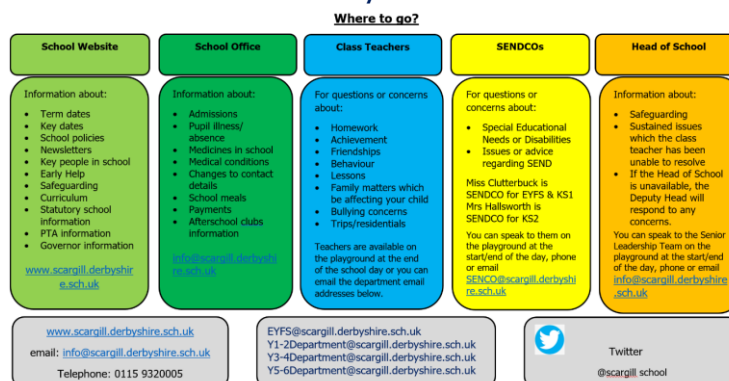 Where to go?
School Website
Information about:
• Term dates
• Key dates
• School policies
• Newsletters
• Key people in school
• Early Help
• Safeguarding
• Curriculum
• Statutory school
information
• PTA information
• Governor information
www.scargill.derbyshir
e.sch.uk
School Office
Information about:
• Admissions
• Pupil illness/
absence
• Medicines in school
• Medical conditions
• Changes to contact
details
• School meals
• Payments
• Afterschool clubs
information
info@scargill.derbyshi
re.sch.uk
Class Teachers
For questions or concerns
about:
• Homework
• Achievement
• Friendships
• Behaviour
• Lessons
• Family matters which
be affecting your child
• Bullying concerns
• Trips/residentials
Teachers are available on
the playground at the end
of the school day or you can
email the department email
addresses below.
SENDCOs
For questions or
concerns about:
• Special Educational
Needs or Disabilities
• Issues or advice
regarding SEND
Miss Clutterbuck is
SENDCO for EYFS & KS1
Mrs Hallsworth is
SENDCO for KS2
You can speak to them on
the playground at the
start/end of the day, phone
or email
SENCO@scargill.derbyshi
re.sch.uk
Head of School
• Safeguarding
• Sustained issues
which the class
teacher has been
unable to resolve
• If the Head of School
is unavailable, the
Deputy Head will
respond to any
concerns.
You can speak to the Senior
Leadership Team on the
playground at the start/end
of the day, phone or email
info@scargill.derbyshire
.sch.uk
www.scargill.derbyshire.sch.uk
email: info@scargill.derbyshire.sch.uk
Telephone: 0115 9320005
EYFS@scargill.derbyshire.sch.uk
Y1-2Department@scargill.derbyshire.sch.uk
Y3-4Department@scargill.derbyshire.sch.uk
Y5-6Department@scargill.derbyshire.sch.uk
Twitter
@scargill school